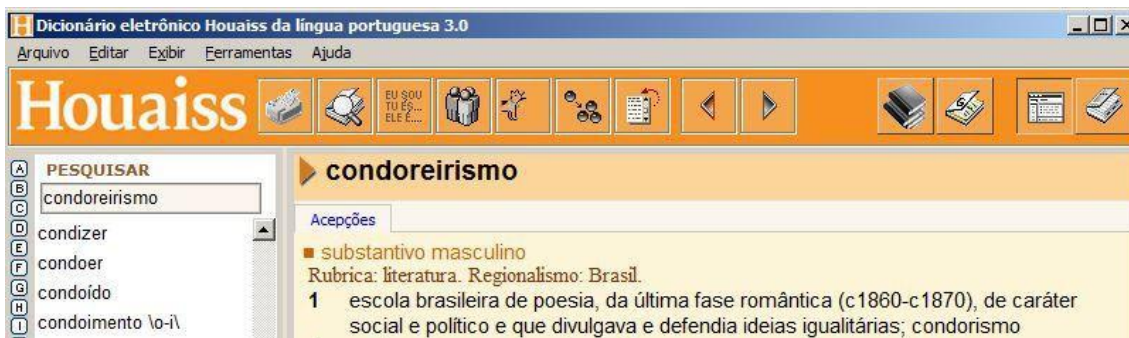 Dicionário eletrônico Houaiss da língua portuguesa 3.0
Arquivo Editar Exibir Ferramentas Ajuda
Houaiss
EU SOU
TU ÉS...
ELE É....
A
B
C
D
E
F
G
H
I
PESQUISAR
condoreirismo
condizer
condoer
condoído
condoimento \o-i\
condoreirismo
Acepções
substantivo masculino
Rubrica: literatura. Regionalismo: Brasil.
1 escola brasileira de poesia, da última fase romântica (c1860-c1870), de caráter
social e político e que divulgava e defendia ideias igualitárias; condorismo